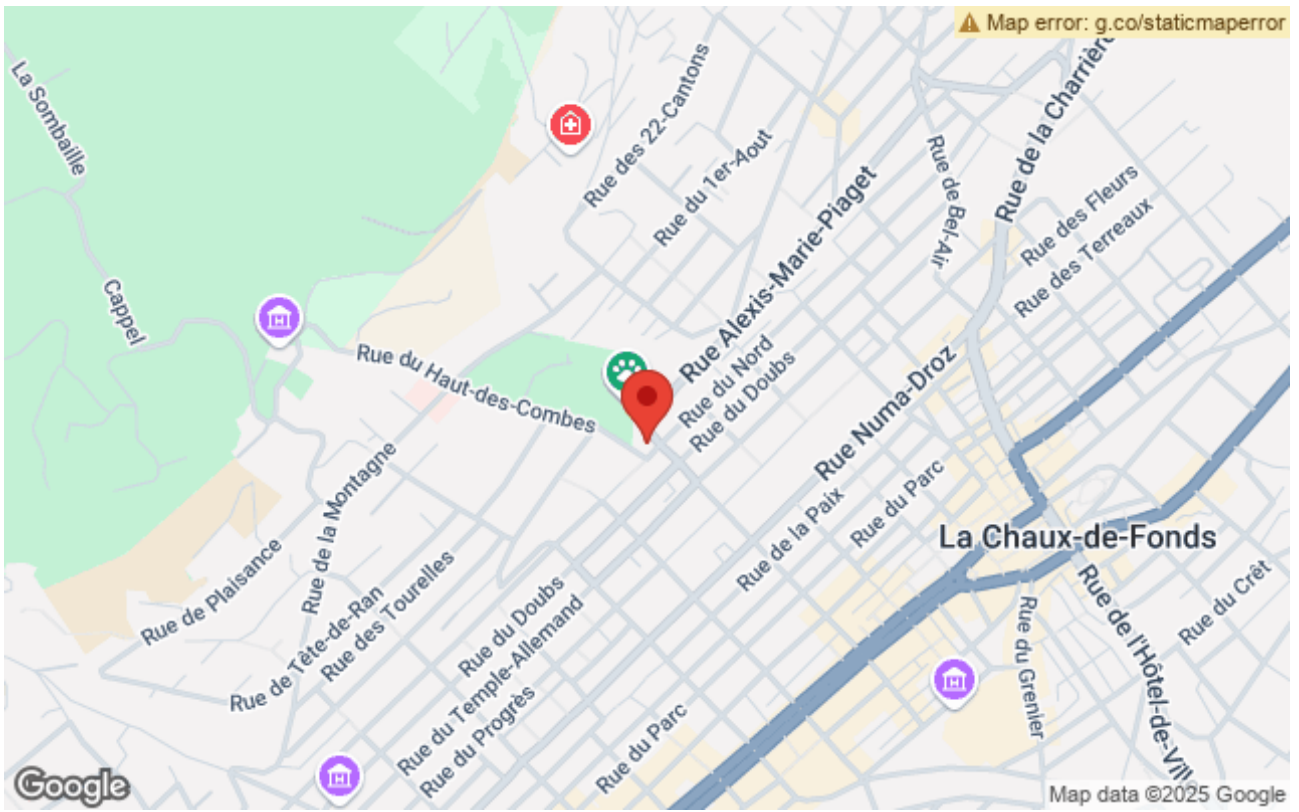 Map error: g.co/staticmaperror
La Sombaille
Rue des 22-Cantons
Rue du 1er-Aout
Rue de Bel-Air
Rue de la Charrière
Rue des Fleurs
Rue des Terreaux
Cappel
Rue Alexis-Marie-Piaget
Rue du Haut-des-Combes
Rue du Nord
Rue du Doubs
Rue Numa-Droz
Rue de la Montagne
Rue du Parc
Rue de la Paix
La Chaux-de-Fonds
Rue de Plaisance
Rue de Tête-de-Ran
Rue des Tourelles
Rue du Doubs
Rue du Temple-Allemand
Rue du Progrès
Rue du Parc
Rue du Grenier
Rue de l'Hôtel-de-Ville
Rue du Crêt
H
H
H
Google
Map data ©2025 Google